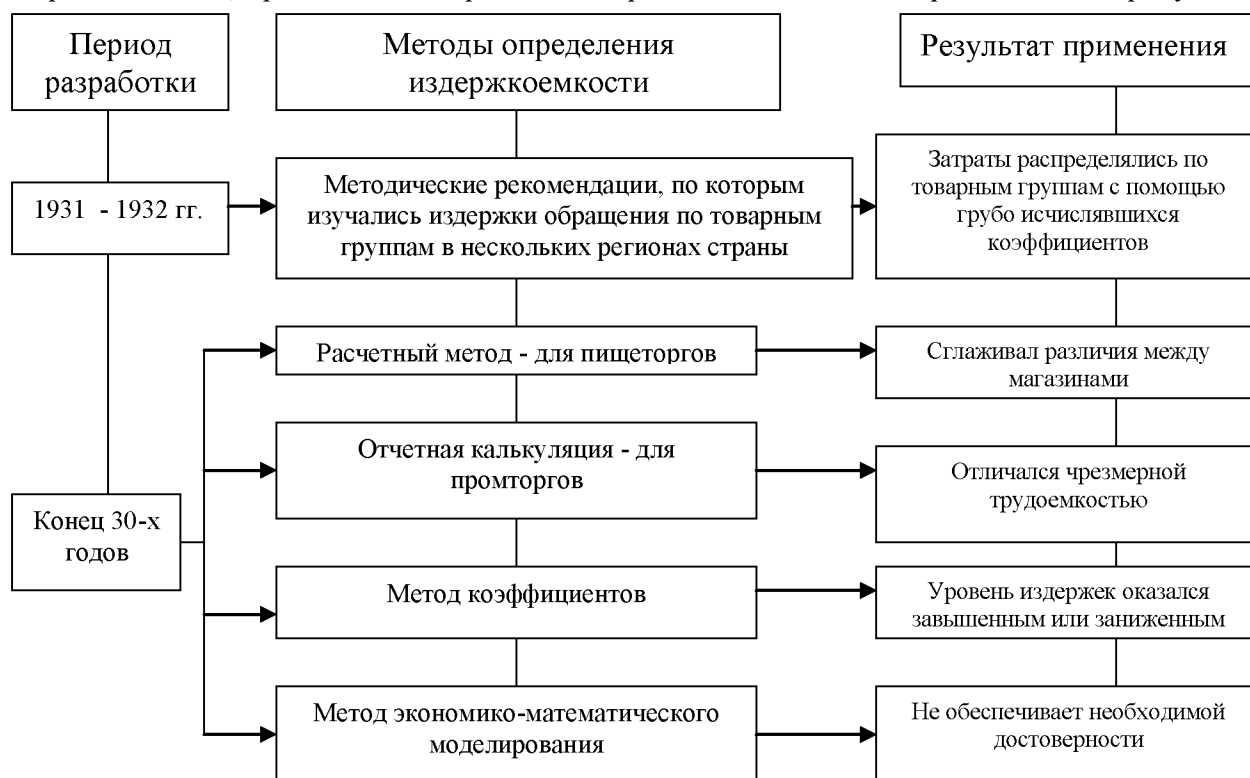 Период
разработки
Методы определения
издержкоемкости
Результат применения
1931 - 1932 гг.
Методические рекомендации, по которым
изучались издержки обращения по товарным
группам в нескольких регионах страны
Затраты распределялись по
товарным группам с помощью
грубо исчислявшихся
коэффициентов
Конец 30-х
годов
Расчетный метод - для пищеторгов
Сглаживал различия между
магазинами
Отчетная калькуляция - для
промторгов
Отличался чрезмерной
трудоемкостью
Метод коэффициентов
Уровень издержек оказался
завышенным или заниженным
Метод экономико-математического
моделирования
Не обеспечивает необходимой
достоверности